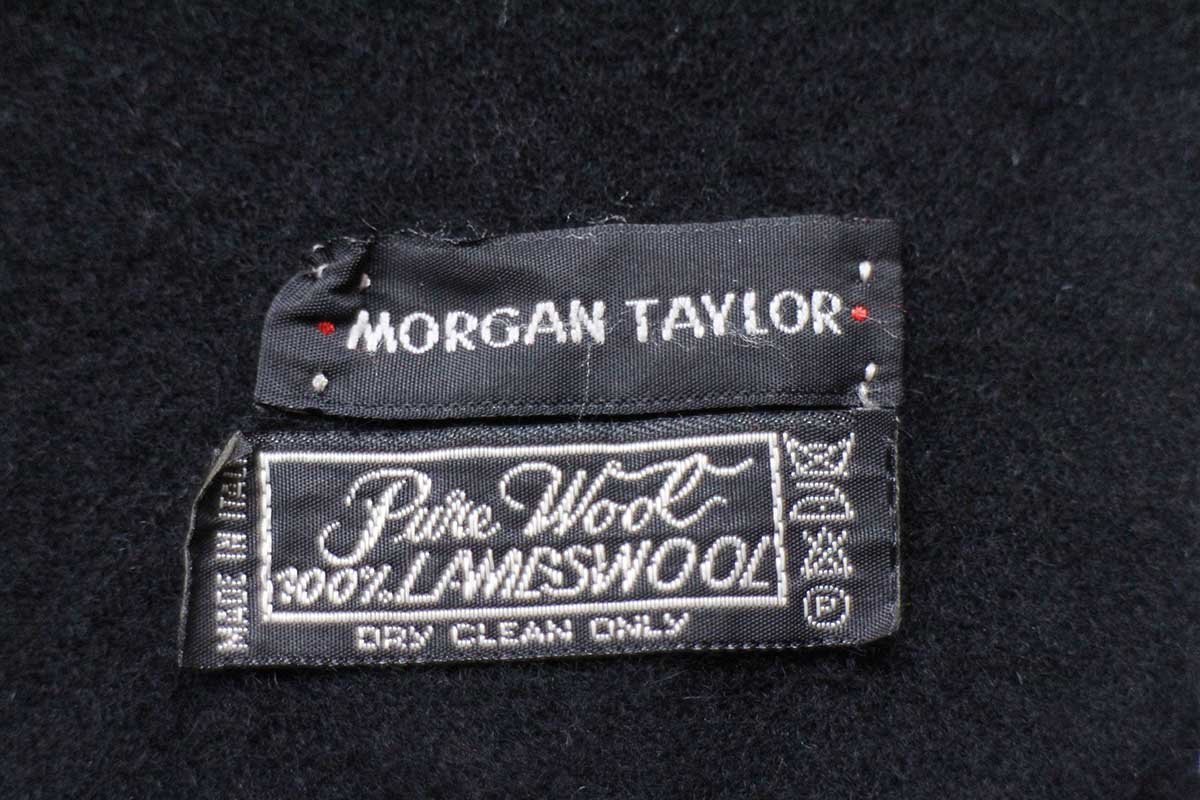 MORGAN TAYLOR
MADE IN ITALY
Pure Wool
100% LAMBSWOOL
DRY CLEAN ONLY
P